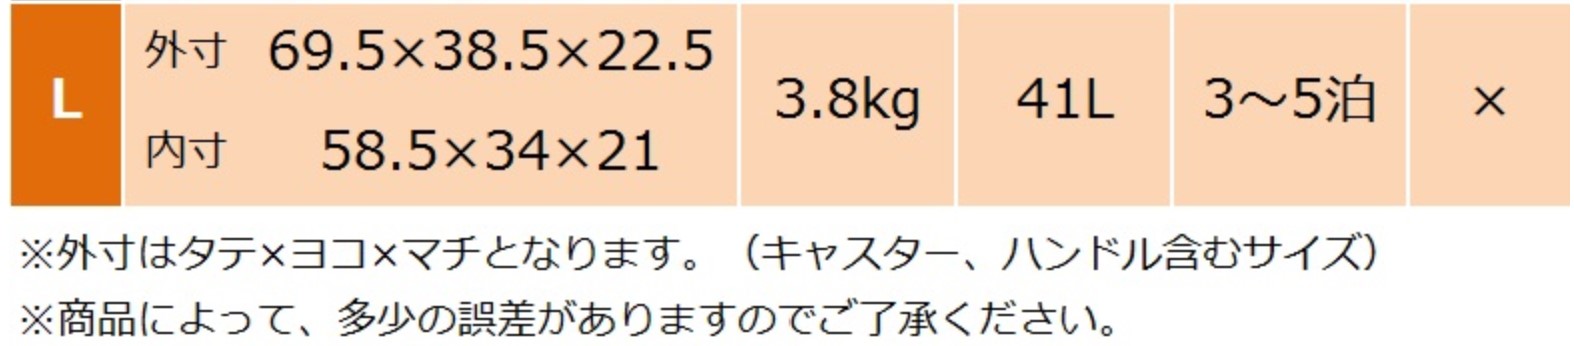 L
外寸 69.5×38.5×22.5
内寸 58.5×34×21
3.8kg
41L
3～5泊
×
※外寸はタテ×ヨコ×マチとなります。（キャスター、ハンドル含むサイズ）
※商品によって、多少の誤差がありますのでご了承ください。